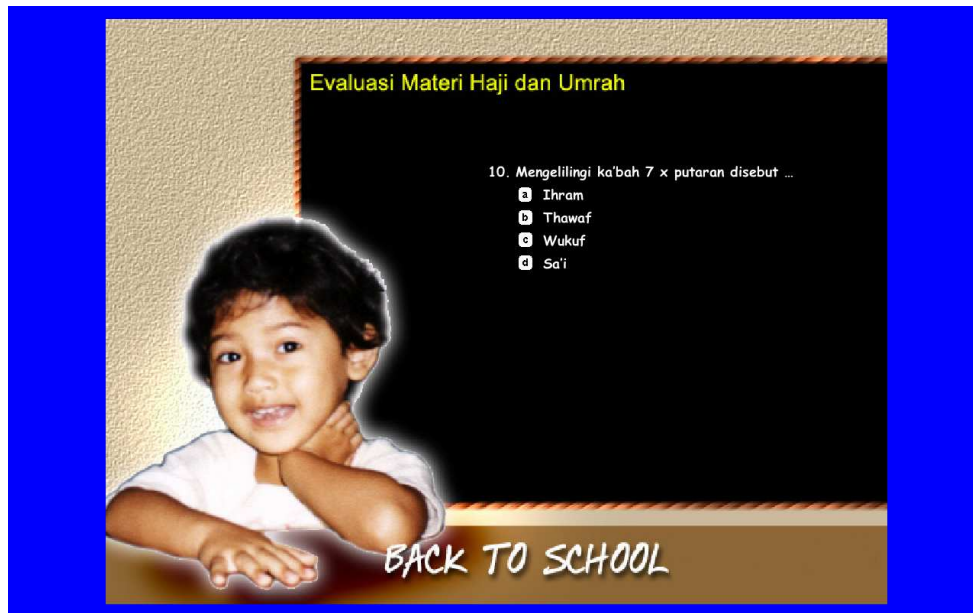 Evaluasi Materi Haji dan Umrah
10. Mengelilingi ka'bah 7 x putaran disebut ...
a Ihram
b Thawaf
c Wukuf
d Sa'i
BACK TO SCHOOL